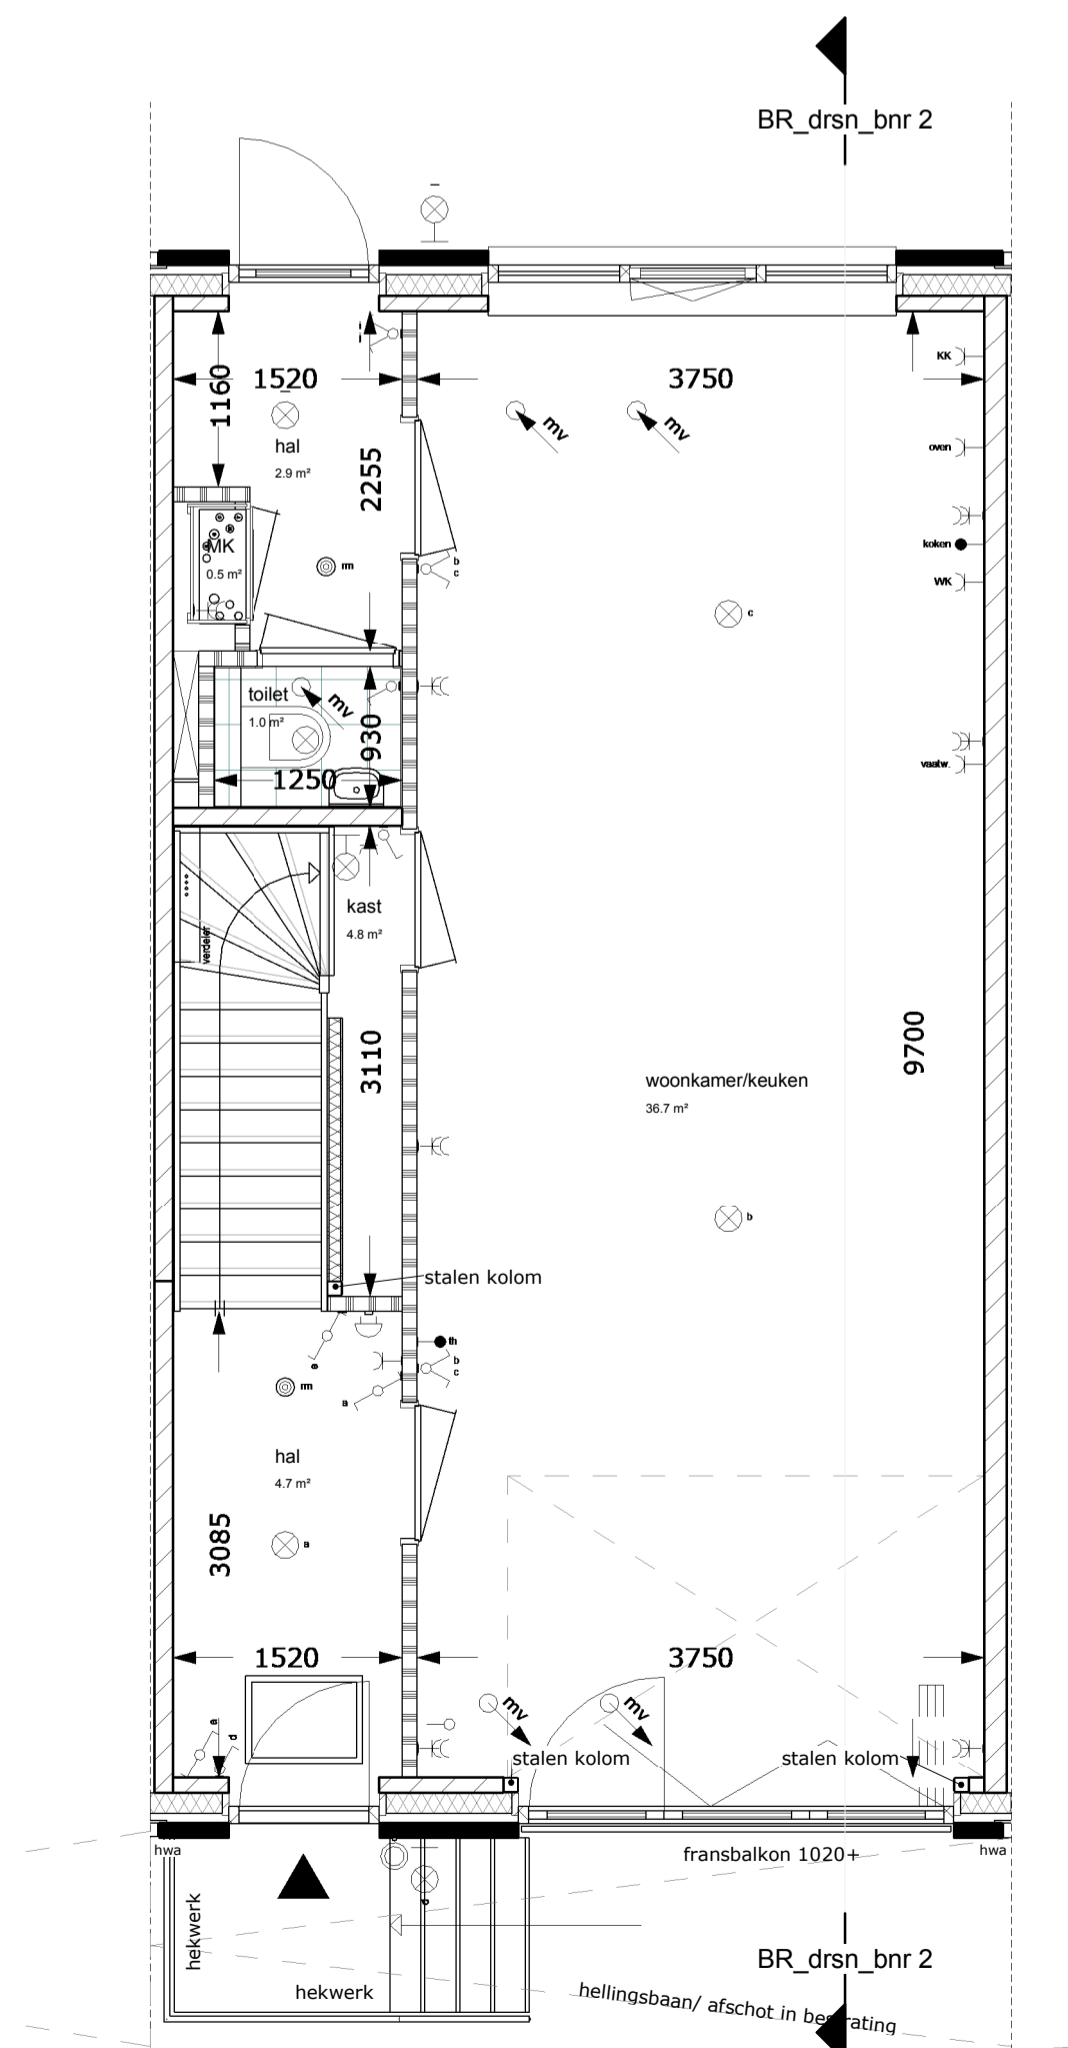 BR_drsn_bnr 2
KK
1520
3750
1160
mv
mv
hal
2.9 m²
2255
oven
koken
WK
MK
0.5 m²
rm
b
c
c
toilet
1.0 m²
mv
930
1250
vaatw.
kast
4.8 m²
verdeler
3110
9700
woonkamer/keuken
36.7 m²
b
stalen kolom
th
b
c
a
rm
a
hal
4.7 m²
3085
a
1520
3750
mv
mv
a
d
stalen kolom
stalen kolom
hwa
fransbalkon 1020+
hwa
d
hekwerk
hekwerk
BR_drsn_bnr 2
hellingsbaan/ afschot in bestrating